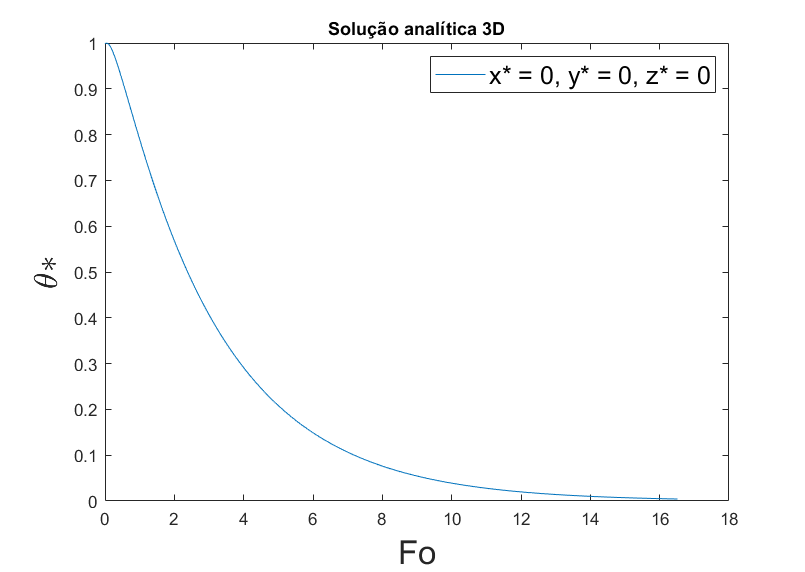 Solução analítica 3D
x* = 0, y* = 0, z* = 0
θ*
1
0.9
0.8
0.7
0.6
0.5
0.4
0.3
0.2
0.1
0
0 2 4 6 8 10 12 14 16 18
Fo